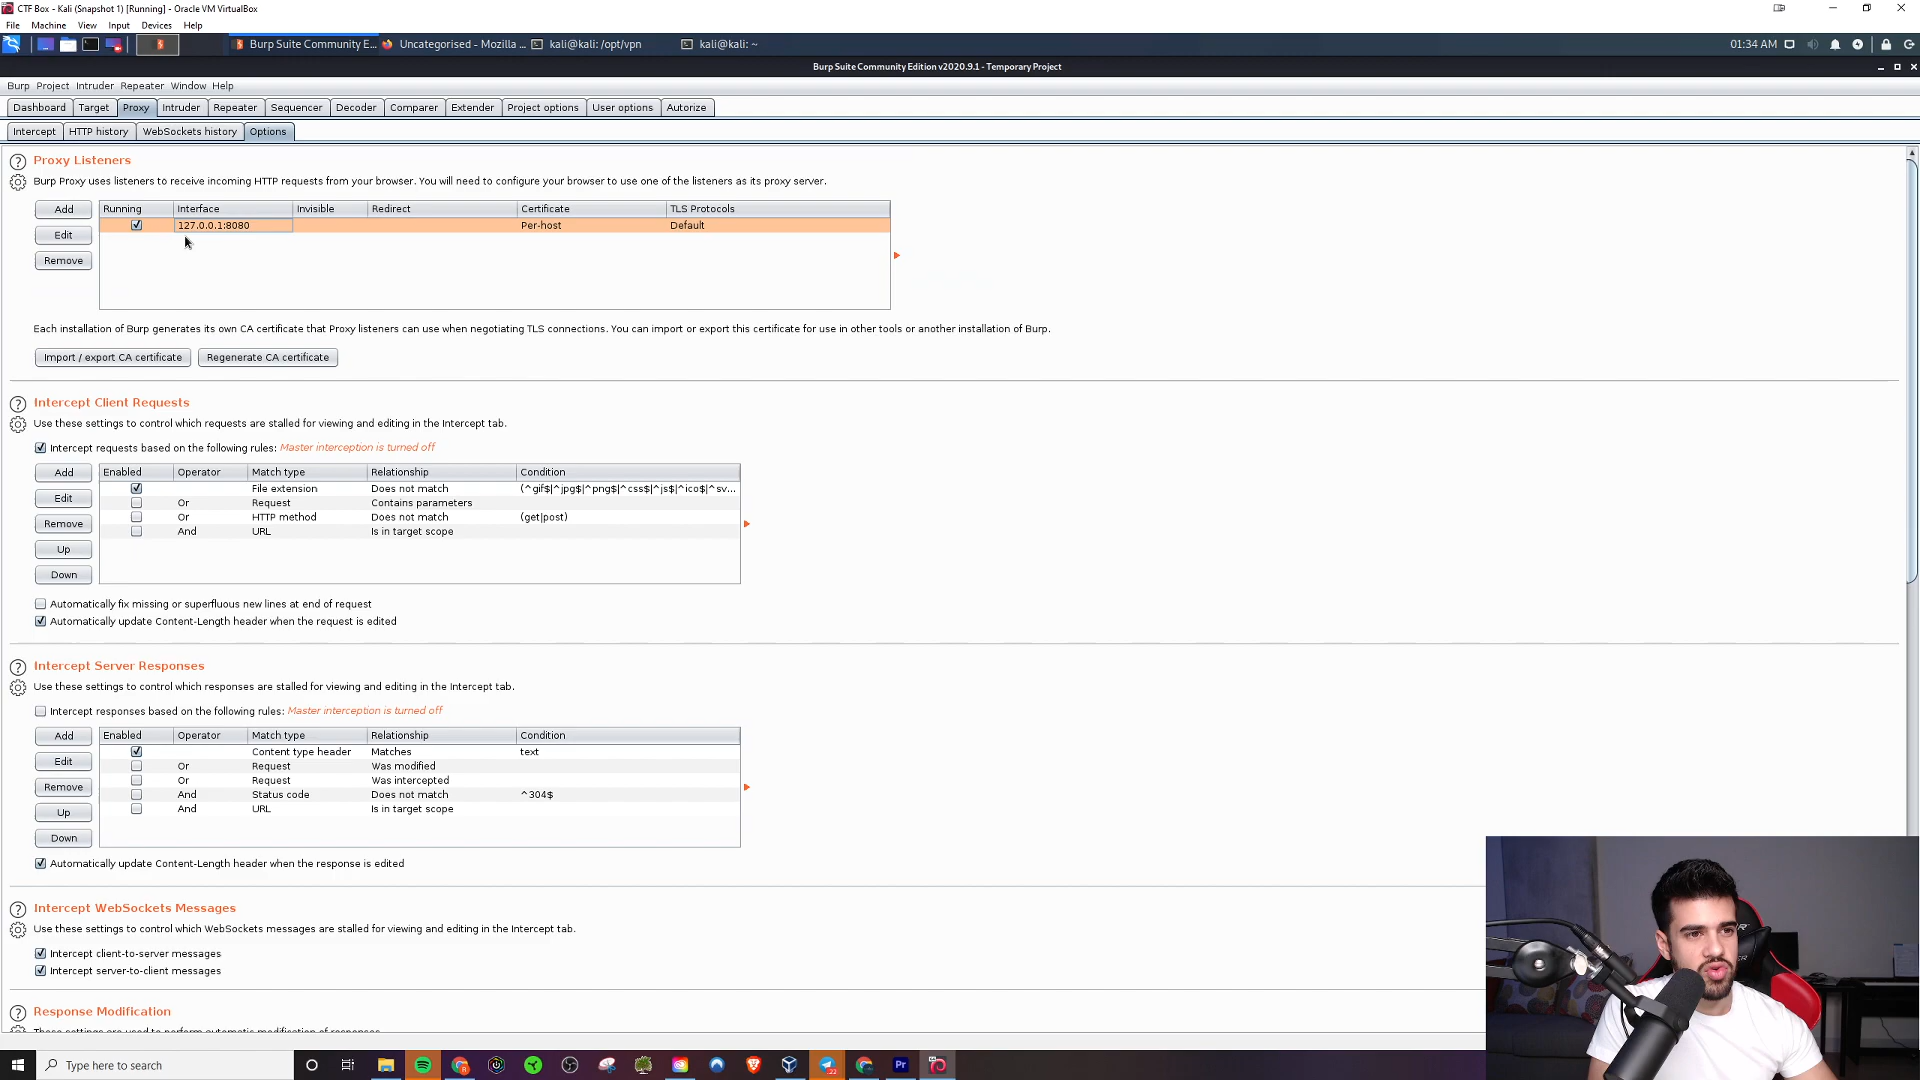 CTF Box - Kali (Snapshot 1) [Running] - Oracle VM VirtualBox
File Machine View Input Devices Help
Burp Suite Community E... Uncategorised - Mozilla ... kali@kali: /opt/vpn kali@kali: ~ 01:34 AM
Burp Suite Community Edition v2020.9.1 - Temporary Project
Burp Project Intruder Repeater Window Help
Dashboard Target Proxy Intruder Repeater Sequencer Decoder Comparer Extender Project options User options Autorize
Intercept HTTP history WebSockets history Options
Proxy Listeners
Burp Proxy uses listeners to receive incoming HTTP requests from your browser. You will need to configure your browser to use one of the listeners as its proxy server.
Add Running Interface Invisible Redirect Certificate TLS Protocols
127.0.0.1:8080 Per-host Default
Edit
Remove
Each installation of Burp generates its own CA certificate that Proxy listeners can use when negotiating TLS connections. You can import or export this certificate for use in other tools or another installation of Burp.
Import / export CA certificate Regenerate CA certificate
Intercept Client Requests
Use these settings to control which requests are stalled for viewing and editing in the Intercept tab.
Intercept requests based on the following rules: Master interception is turned off
Add Enabled Operator Match type Relationship Condition
File extension Does not match (^gif$|^jpg$|^png$|^css$|^js$|^ico$|^sv...
Edit Or Request Contains parameters
Or HTTP method Does not match (get|post)
Remove And URL Is in target scope
Up
Down
Automatically fix missing or superfluous new lines at end of request
Automatically update Content-Length header when the request is edited
Intercept Server Responses
Use these settings to control which responses are stalled for viewing and editing in the Intercept tab.
Intercept responses based on the following rules: Master interception is turned off
Add Enabled Operator Match type Relationship Condition
Content type header Matches text
Edit Or Request Was modified
Or Request Was intercepted
Remove And Status code Does not match ^304$
And URL Is in target scope
Up
Down
Automatically update Content-Length header when the response is edited
Intercept WebSockets Messages
Use these settings to control which WebSockets messages are stalled for viewing and editing in the Intercept tab.
Intercept client-to-server messages
Intercept server-to-client messages
Response Modification
These settings are used to perform automatic modification of responses.
Type here to search